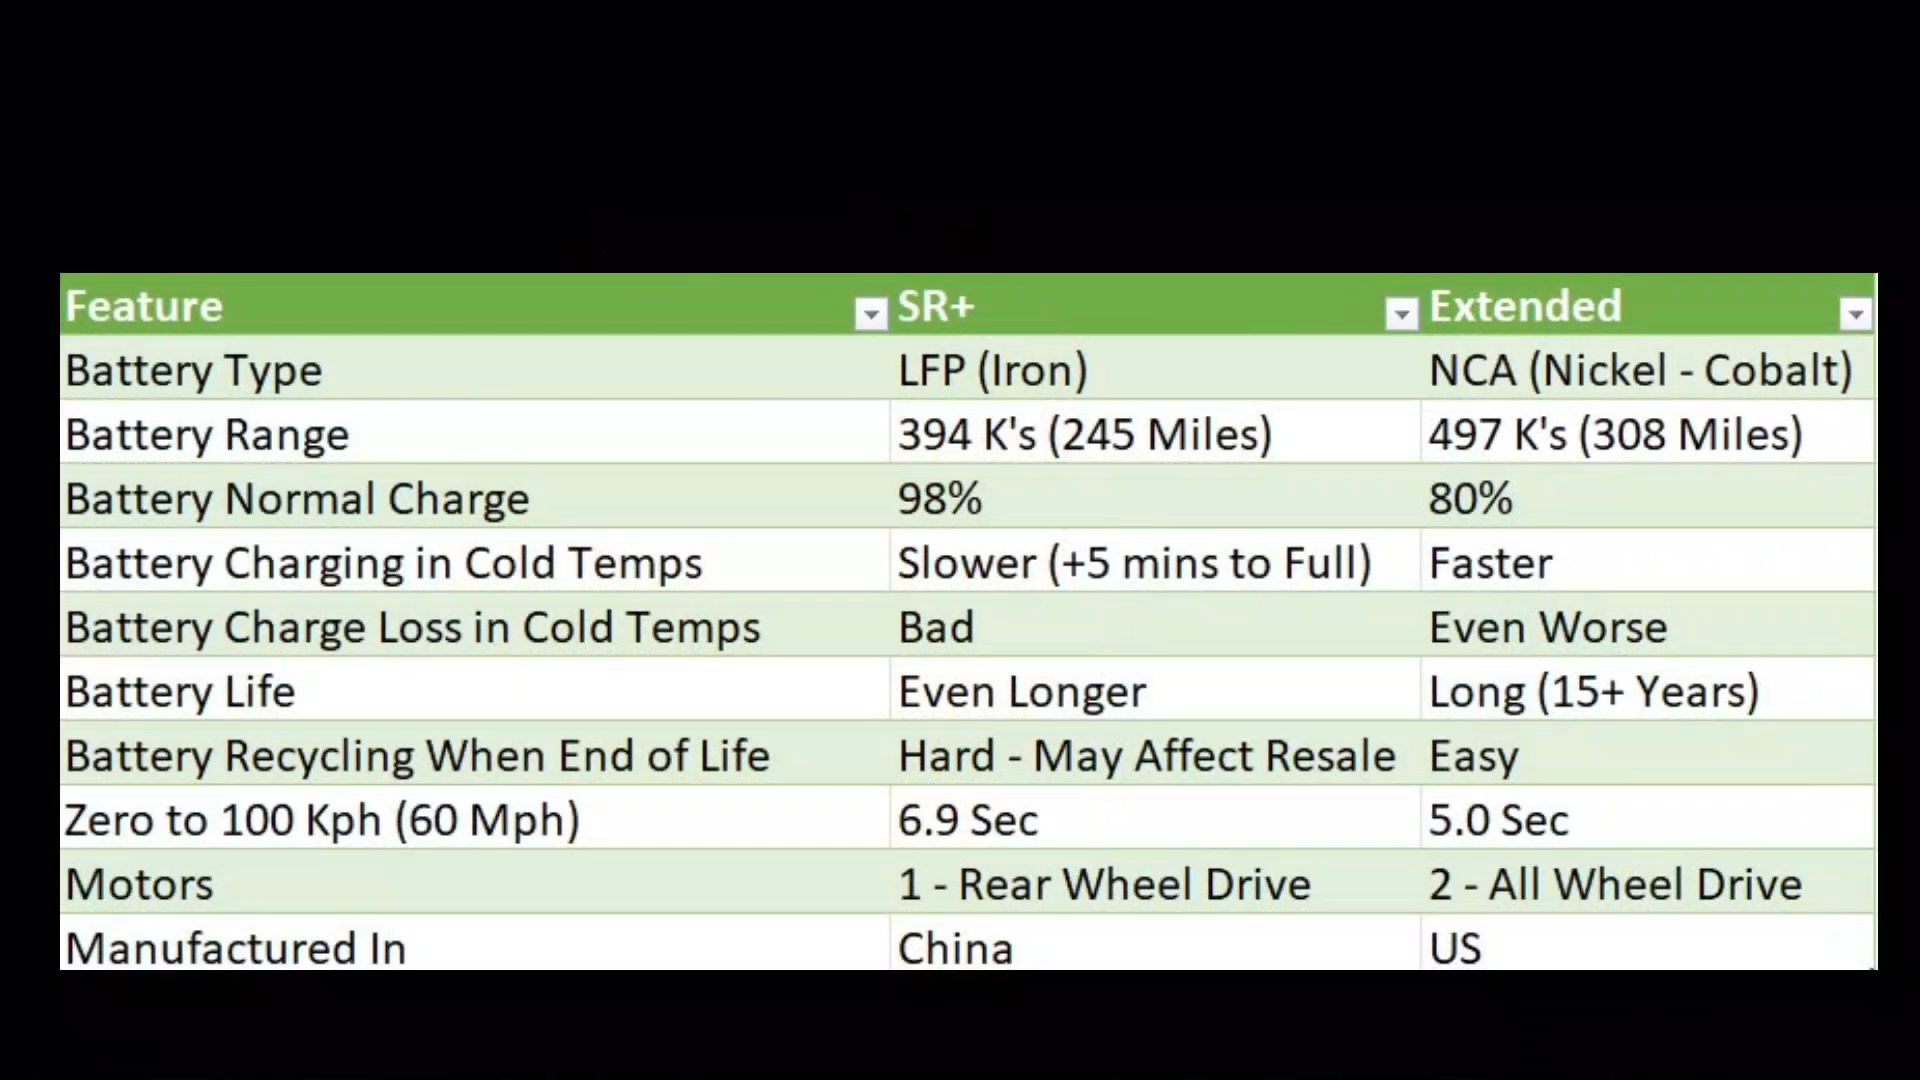 Feature SR+ Extended
Battery Type LFP (Iron) NCA (Nickel - Cobalt)
Battery Range 394 K's (245 Miles) 497 K's (308 Miles)
Battery Normal Charge 98% 80%
Battery Charging in Cold Temps Slower (+5 mins to Full) Faster
Battery Charge Loss in Cold Temps Bad Even Worse
Battery Life Even Longer Long (15+ Years)
Battery Recycling When End of Life Hard - May Affect Resale Easy
Zero to 100 Kph (60 Mph) 6.9 Sec 5.0 Sec
Motors 1 - Rear Wheel Drive 2 - All Wheel Drive
Manufactured In China US